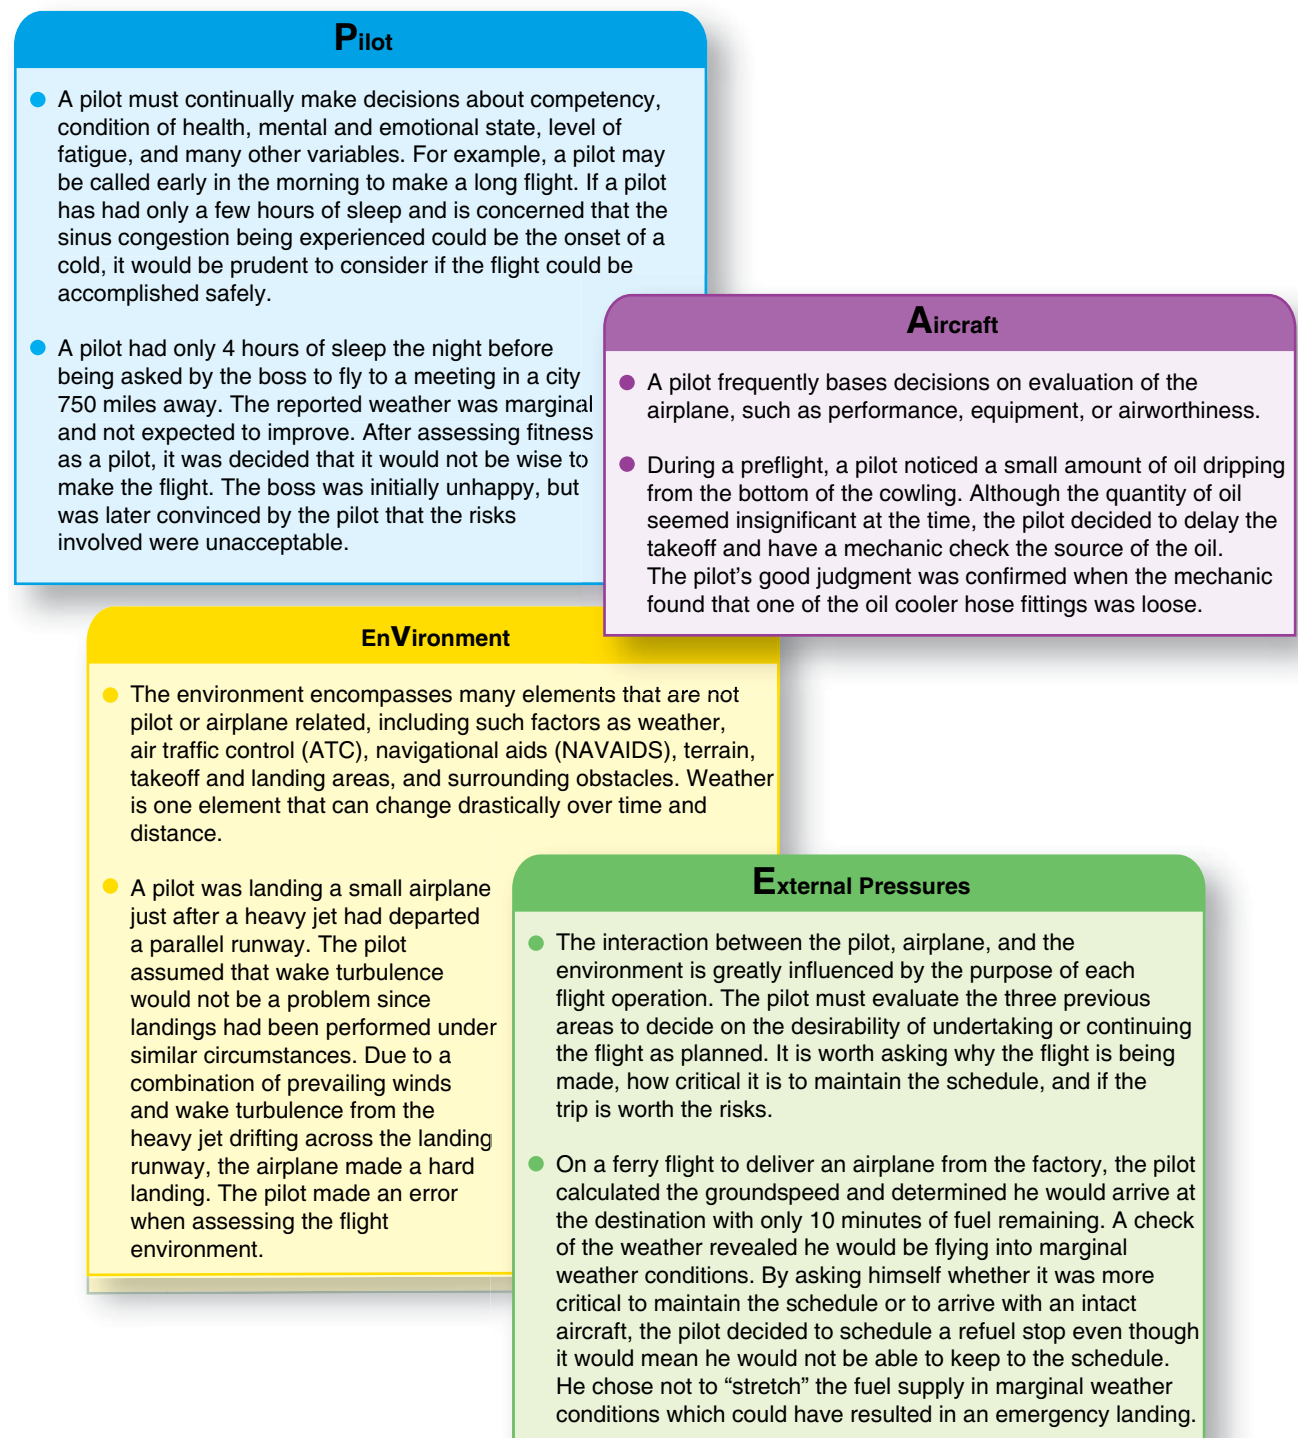 Pilot
A pilot must continually make decisions about competency,
condition of health, mental and emotional state, level of
fatigue, and many other variables. For example, a pilot may
be called early in the morning to make a long flight. If a pilot
has had only a few hours of sleep and is concerned that the
sinus congestion being experienced could be the onset of a
cold, it would be prudent to consider if the flight could be
accomplished safely.
A pilot had only 4 hours of sleep the night before
being asked by the boss to fly to a meeting in a city
750 miles away. The reported weather was marginal
and not expected to improve. After assessing fitness
as a pilot, it was decided that it would not be wise to
make the flight. The boss was initially unhappy, but
was later convinced by the pilot that the risks
involved were unacceptable.
Aircraft
A pilot frequently bases decisions on evaluation of the
airplane, such as performance, equipment, or airworthiness.
During a preflight, a pilot noticed a small amount of oil dripping
from the bottom of the cowling. Although the quantity of oil
seemed insignificant at the time, the pilot decided to delay the
takeoff and have a mechanic check the source of the oil.
The pilot’s good judgment was confirmed when the mechanic
found that one of the oil cooler hose fittings was loose.
EnVironment
The environment encompasses many elements that are not
pilot or airplane related, including such factors as weather,
air traffic control (ATC), navigational aids (NAVAIDS), terrain,
takeoff and landing areas, and surrounding obstacles. Weather
is one element that can change drastically over time and
distance.
A pilot was landing a small airplane
just after a heavy jet had departed
a parallel runway. The pilot
assumed that wake turbulence
would not be a problem since
landings had been performed under
similar circumstances. Due to a
combination of prevailing winds
and wake turbulence from the
heavy jet drifting across the landing
runway, the airplane made a hard
landing. The pilot made an error
when assessing the flight
environment.
External Pressures
The interaction between the pilot, airplane, and the
environment is greatly influenced by the purpose of each
flight operation. The pilot must evaluate the three previous
areas to decide on the desirability of undertaking or continuing
the flight as planned. It is worth asking why the flight is being
made, how critical it is to maintain the schedule, and if the
trip is worth the risks.
On a ferry flight to deliver an airplane from the factory, the pilot
calculated the groundspeed and determined he would arrive at
the destination with only 10 minutes of fuel remaining. A check
of the weather revealed he would be flying into marginal
weather conditions. By asking himself whether it was more
critical to maintain the schedule or to arrive with an intact
aircraft, the pilot decided to schedule a refuel stop even though
it would mean he would not be able to keep to the schedule.
He chose not to “stretch” the fuel supply in marginal weather
conditions which could have resulted in an emergency landing.